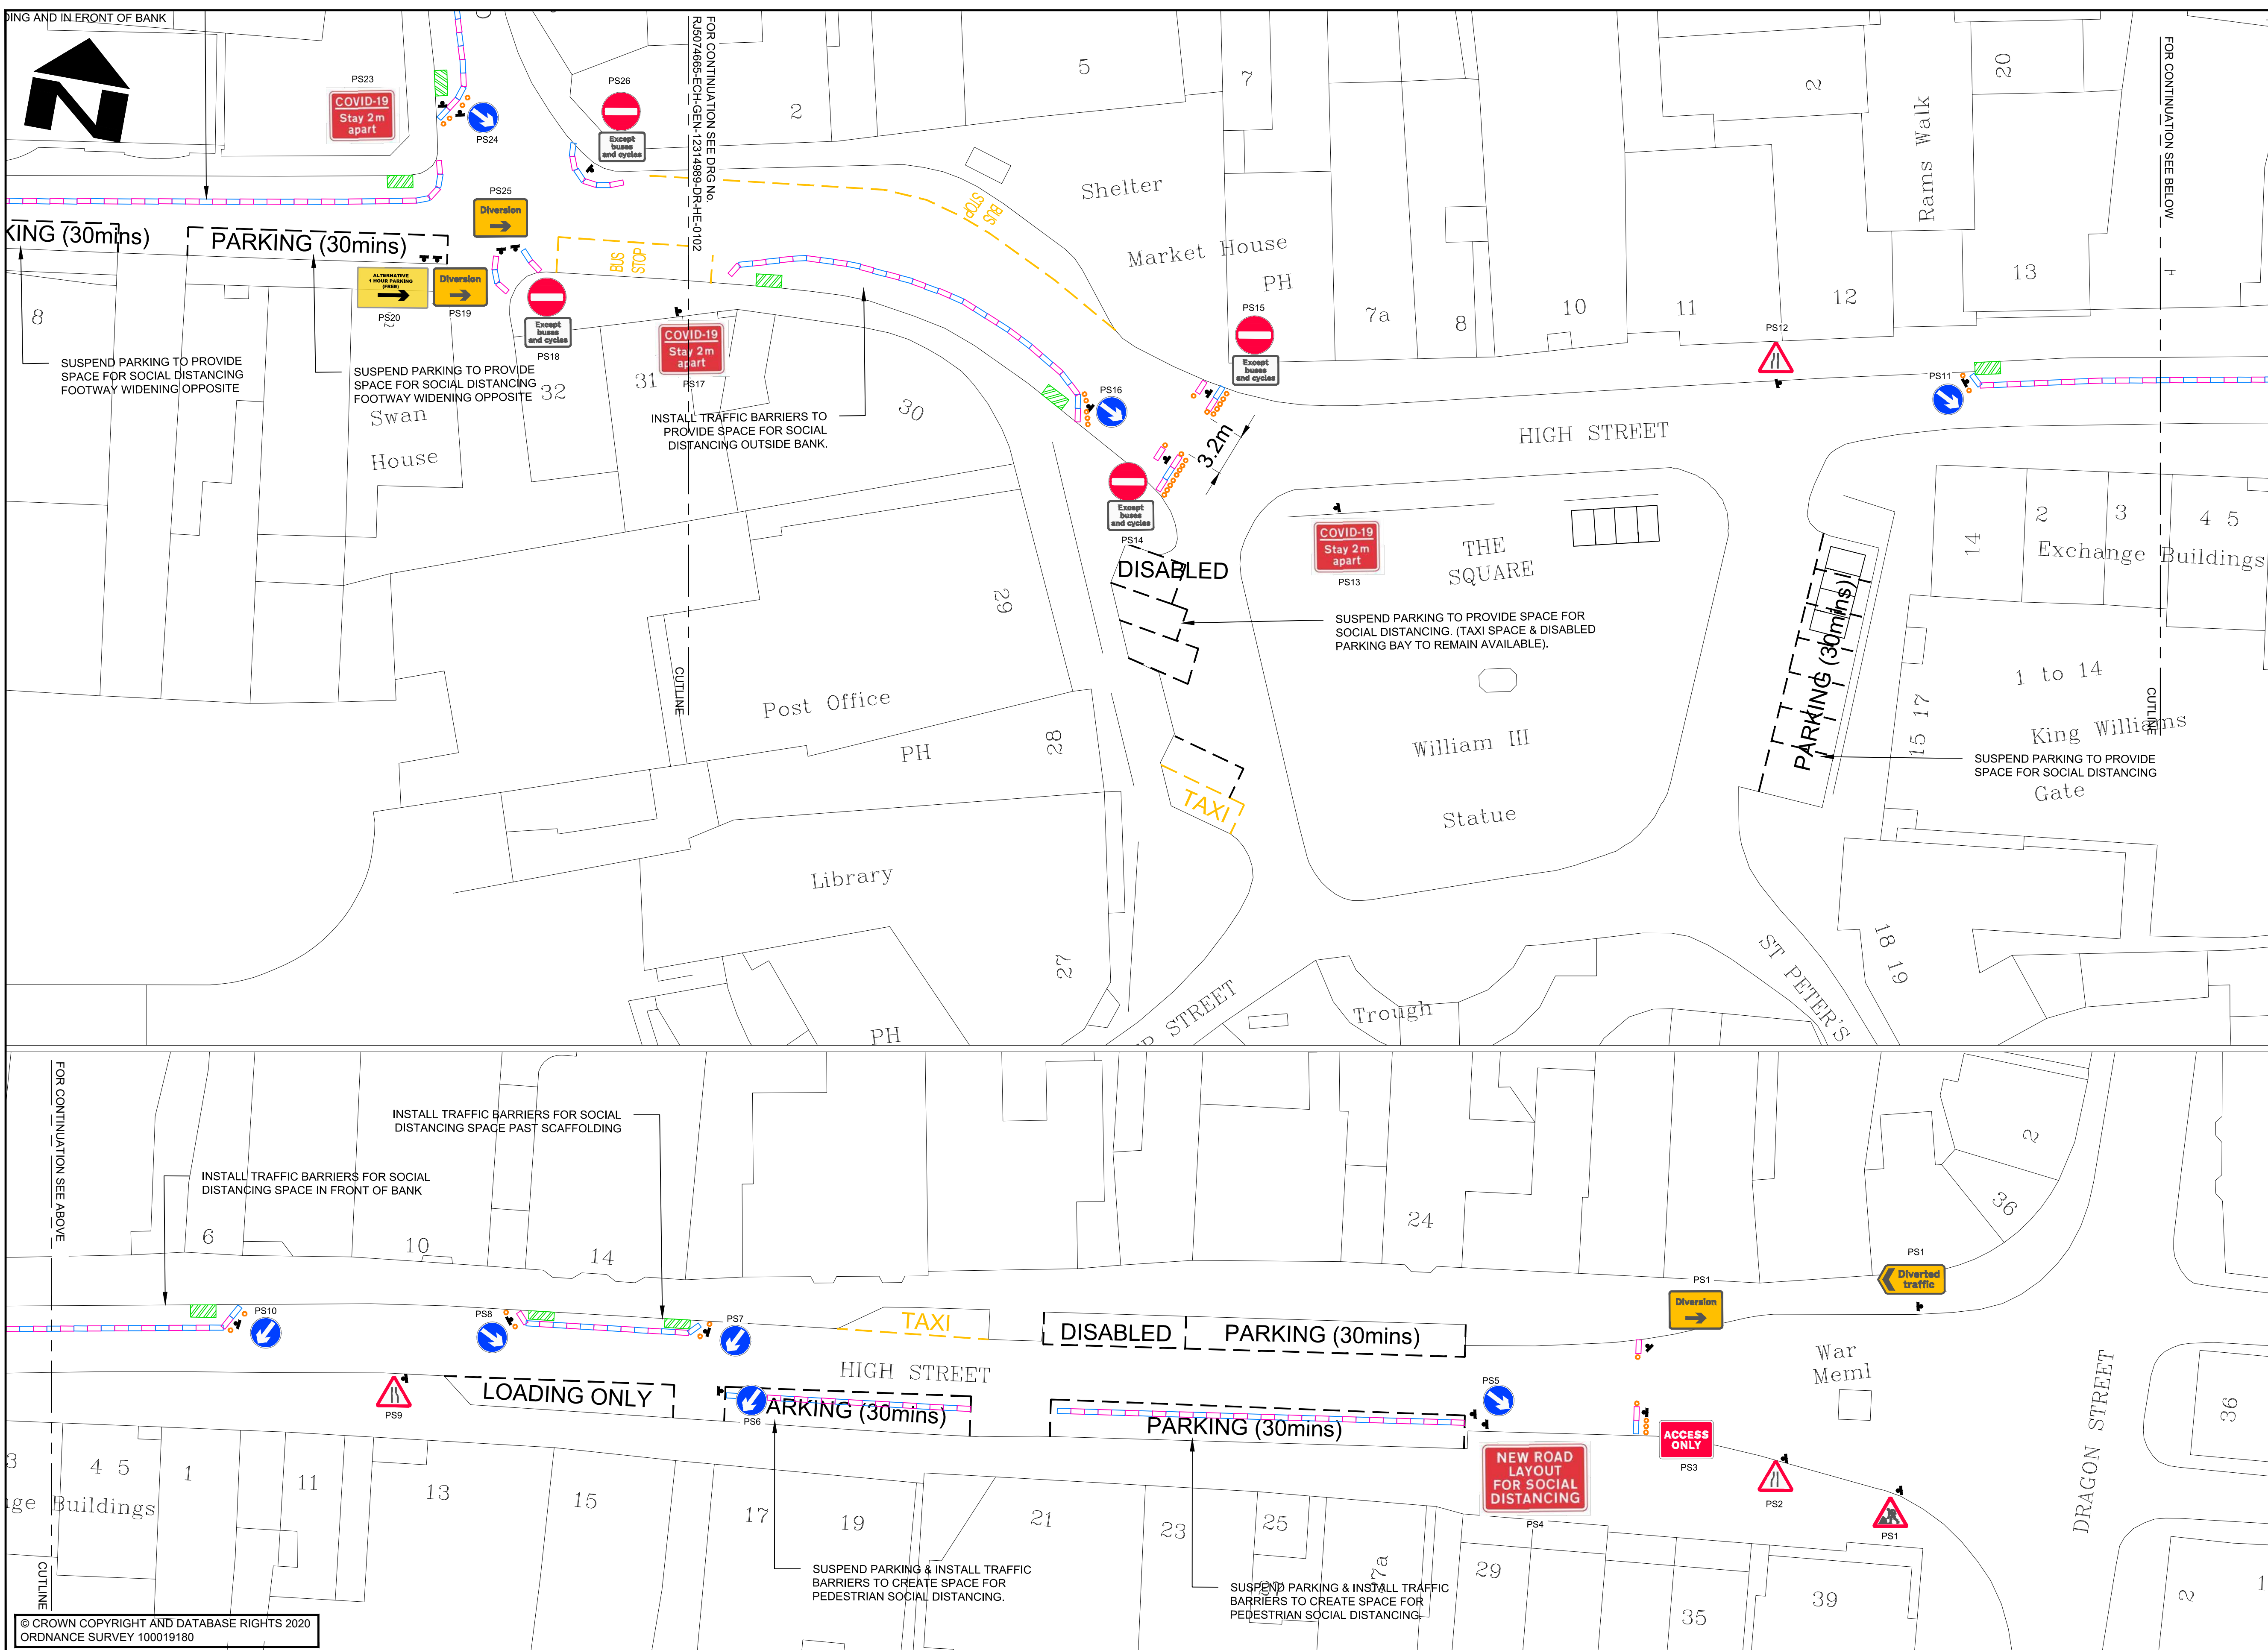 DING AND IN FRONT OF BANK
PS23
COVID-19
Stay 2m
apart
PS24
PS26
Except
buses
and cycles
2
FOR CONTINUATION SEE DRG No.
RJ5074665-ECH-GEN-12314989-DR-HE-0102
5
7
2
20
Rams Walk
FOR CONTINUATION SEE BELOW
PS25
Diversion
KING (30mins)
PARKING (30mins)
BUS
STOP
BUS
STOP
Shelter
Market House
PH
7a
8
10
11
12
13
ALTERNATIVE
1 HOUR PARKING
(FREE)
PS20
2
Diversion
PS19
Except
buses
and cycles
PS18
COVID-19
Stay 2m
apart
PS17
PS15
Except
buses
and cycles
PS12
PS11
8
SUSPEND PARKING TO PROVIDE
SPACE FOR SOCIAL DISTANCING
FOOTWAY WIDENING OPPOSITE
SUSPEND PARKING TO PROVIDE
SPACE FOR SOCIAL DISTANCING
FOOTWAY WIDENING OPPOSITE
Swan
House
32
31
30
INSTALL TRAFFIC BARRIERS TO
PROVIDE SPACE FOR SOCIAL
DISTANCING OUTSIDE BANK.
PS16
3.2m
HIGH STREET
Except
buses
and cycles
PS14
DISABLED
COVID-19
Stay 2m
apart
PS13
THE
SQUARE
14
2
3
4 5
Exchange Buildings
29
SUSPEND PARKING TO PROVIDE SPACE FOR
SOCIAL DISTANCING. (TAXI SPACE & DISABLED
PARKING BAY TO REMAIN AVAILABLE).
PARKING (30mins)
1 to 14
King Williams
Gate
15 17
CUTLINE
CUTLINE
SUSPEND PARKING TO PROVIDE
SPACE FOR SOCIAL DISTANCING
Post Office
PH
28
William III
Statue
TAXI
Library
27
PH
STREET
Trough
ST PETER'S
18 19
FOR CONTINUATION SEE ABOVE
INSTALL TRAFFIC BARRIERS FOR SOCIAL
DISTANCING SPACE PAST SCAFFOLDING
INSTALL TRAFFIC BARRIERS FOR SOCIAL
DISTANCING SPACE IN FRONT OF BANK
6
10
14
24
2
36
PS1
Diverted
traffic
PS1
Diversion
PS10
PS8
PS7
TAXI
DISABLED
PARKING (30mins)
HIGH STREET
War
Meml
DRAGON STREET
36
PS9
LOADING ONLY
PS6
ARKING (30mins)
PARKING (30mins)
PS5
NEW ROAD
LAYOUT
FOR SOCIAL
DISTANCING
PS4
ACCESS
ONLY
PS3
PS2
PS1
3
4 5
1
11
13
15
17
19
21
23
25
27a
29
35
39
2
1
ge Buildings
SUSPEND PARKING & INSTALL TRAFFIC
BARRIERS TO CREATE SPACE FOR
PEDESTRIAN SOCIAL DISTANCING.
SUSPEND PARKING & INSTALL TRAFFIC
BARRIERS TO CREATE SPACE FOR
PEDESTRIAN SOCIAL DISTANCING.
CUTLINE
© CROWN COPYRIGHT AND DATABASE RIGHTS 2020
ORDNANCE SURVEY 100019180